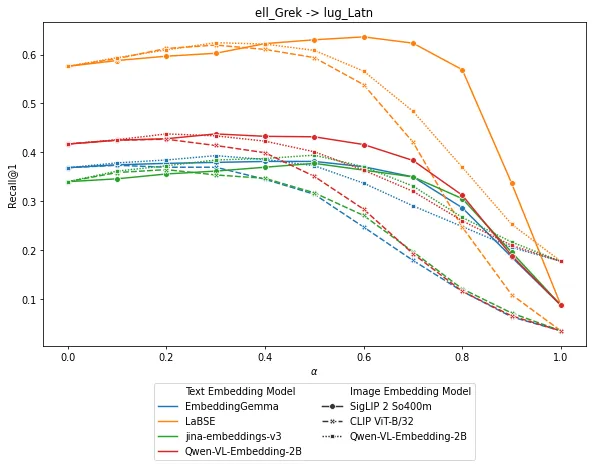 ell_Grek -> lug_Latn
Recall@1
0.6
0.5
0.4
0.3
0.2
0.1
0.0 0.2 0.4 0.6 0.8 1.0
α
Text Embedding Model
EmbeddingGemma
LaBSE
jina-embeddings-v3
Qwen-VL-Embedding-2B
Image Embedding Model
SigLIP 2 So400m
CLIP ViT-B/32
Qwen-VL-Embedding-2B